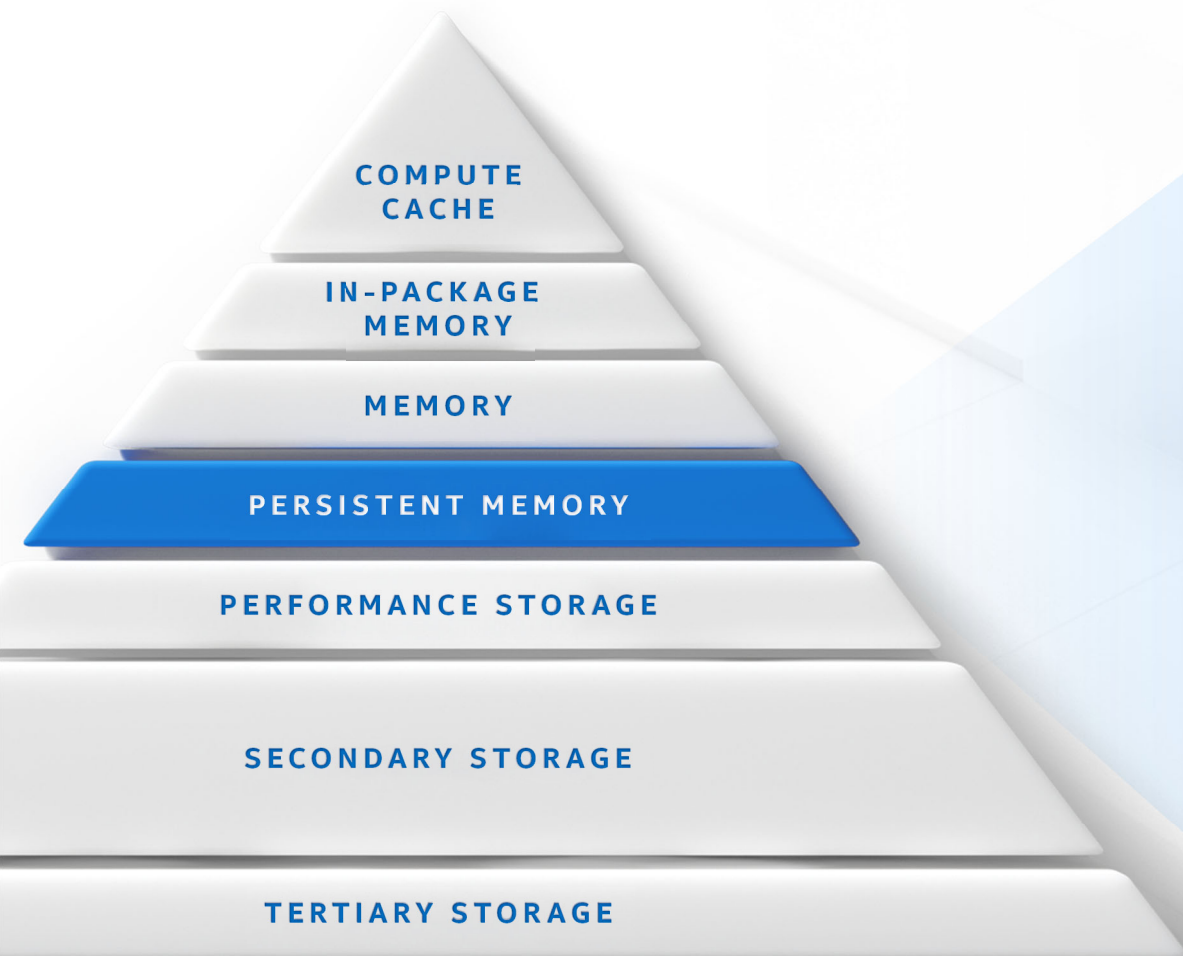 COMPUTE
CACHE
IN-PACKAGE
MEMORY
MEMORY
PERSISTENT MEMORY
PERFORMANCE STORAGE
SECONDARY STORAGE
TERTIARY STORAGE